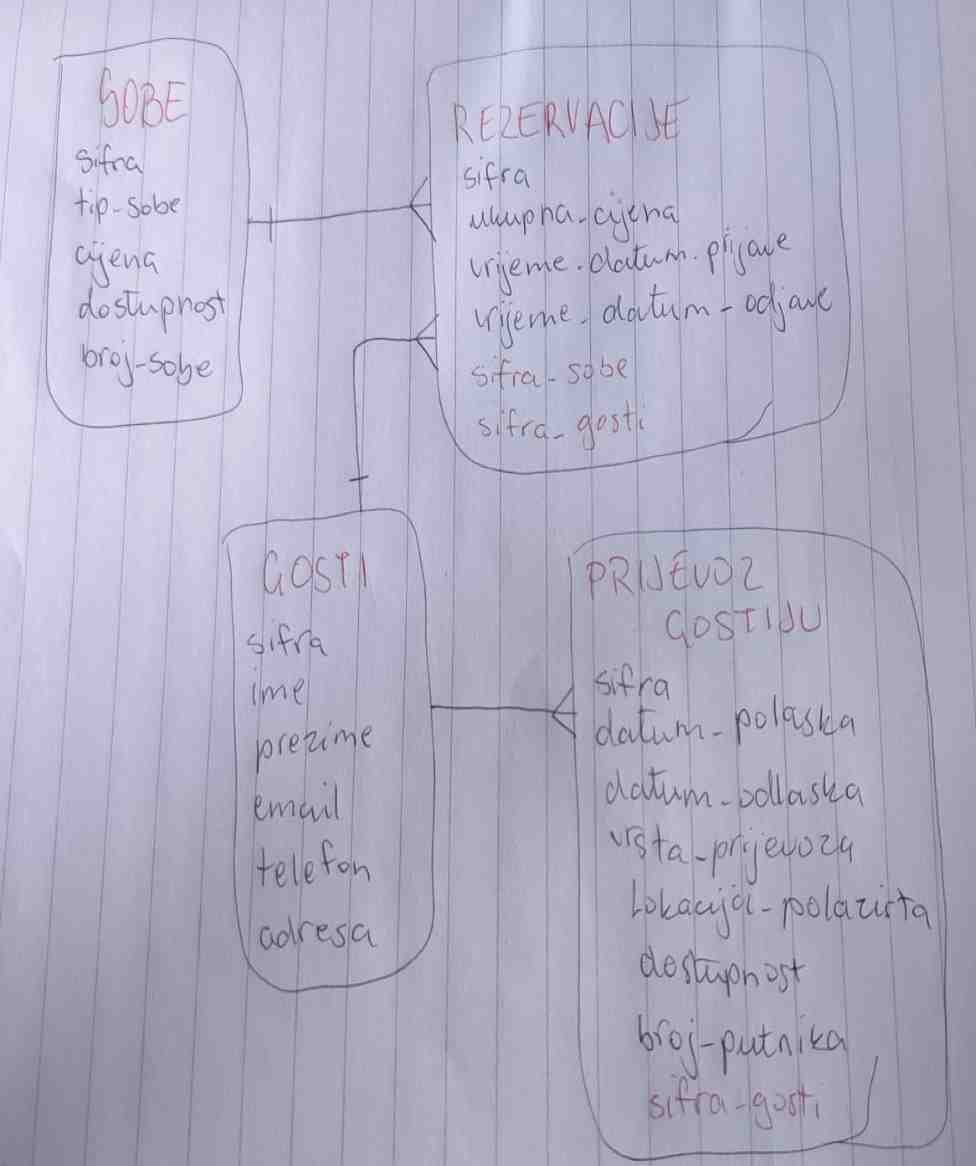 SOBE
sifra
tip-sobe
cijena
dostupnost
broj-sobe
REZERVACIJE
sifra
ukupna-cijena
vrijeme-datum-prijave
vrijeme-datum-odjave
sifra-sobe
sifra-gosti
GOSTI
sifra
ime
prezime
email
telefon
adresa
PRIJEVOZ
GOSTIJU
sifra
datum-polaska
datum-odlaska
vrsta-prijevoza
Lokacija-polazista
dostupnost
broj-putnika
sifra-gosti